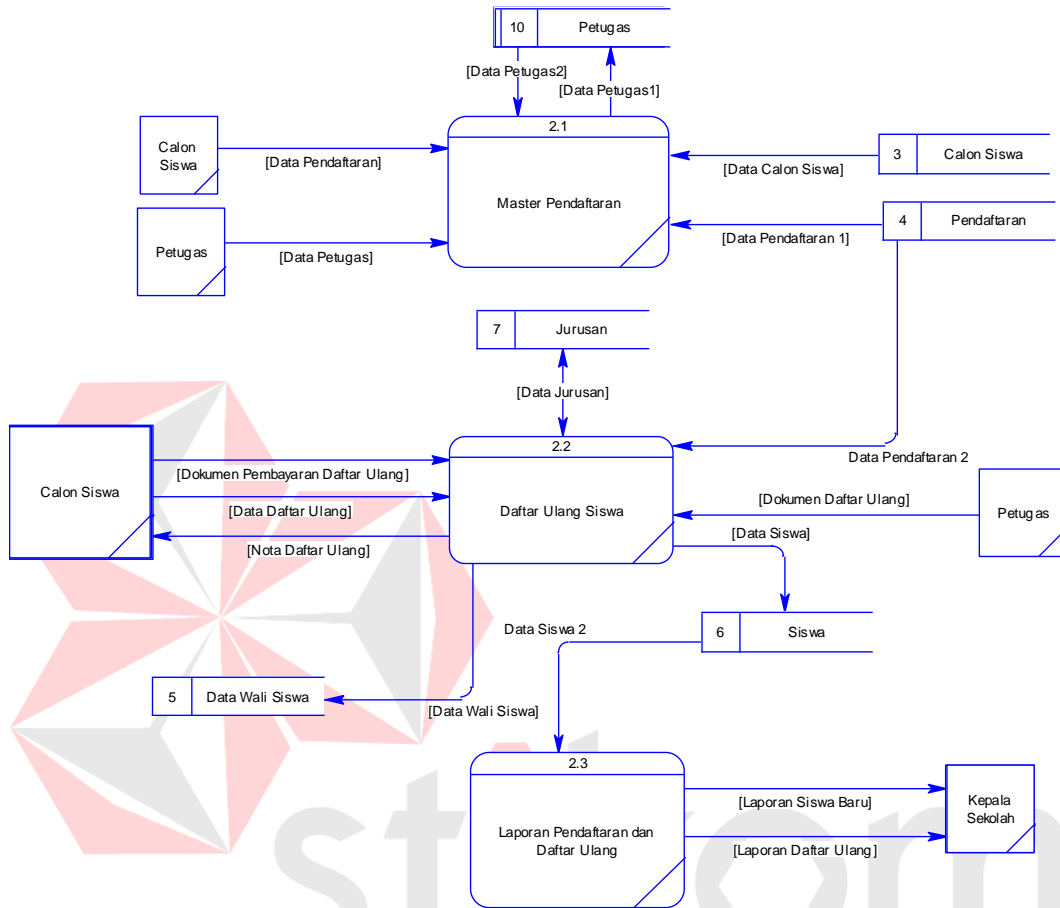 10 Petugas
[Data Petugas2]
[Data Petugas1]
2.1
Master Pendaftaran
Calon
Siswa
[Data Pendaftaran]
Petugas
[Data Petugas]
3 Calon Siswa
[Data Calon Siswa]
4 Pendaftaran
[Data Pendaftaran 1]
7 Jurusan
[Data Jurusan]
2.2
Daftar Ulang Siswa
Data Pendaftaran 2
Calon Siswa
[Dokumen Pembayaran Daftar Ulang]
[Data Daftar Ulang]
[Nota Daftar Ulang]
[Dokumen Daftar Ulang]
Petugas
[Data Siswa]
6 Siswa
Data Siswa 2
5 Data Wali Siswa
[Data Wali Siswa]
2.3
Laporan Pendaftaran dan
Daftar Ulang
[Laporan Siswa Baru]
[Laporan Daftar Ulang]
Kepala
Sekolah